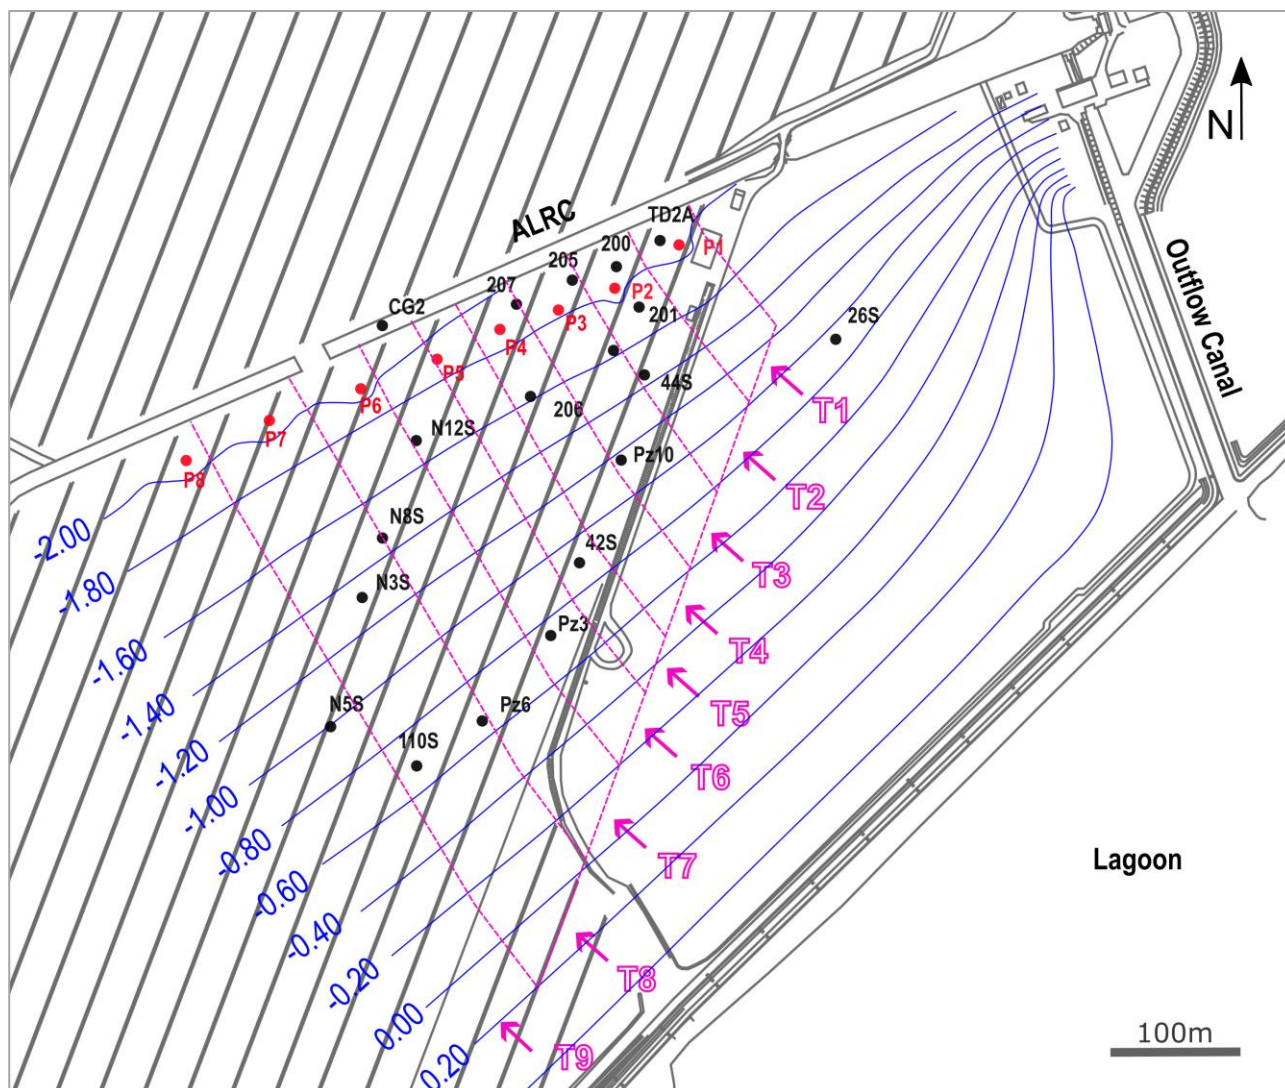 N
ALRC
TD2A
200
P1
205
207
P2
201
CG2
P3
26S
Outflow Canal
P4
P5
44S
T1
P6
206
N12S
P7
Pz10
P8
T2
-2.00
N8S
42S
T3
-1.80
N3S
Pz3
T4
-1.60
-1.40
N5S
Pz6
T5
110S
-1.20
T6
-1.00
-0.80
T7
Lagoon
-0.60
-0.40
-0.20
T8
0.00
100m
0.20
T9